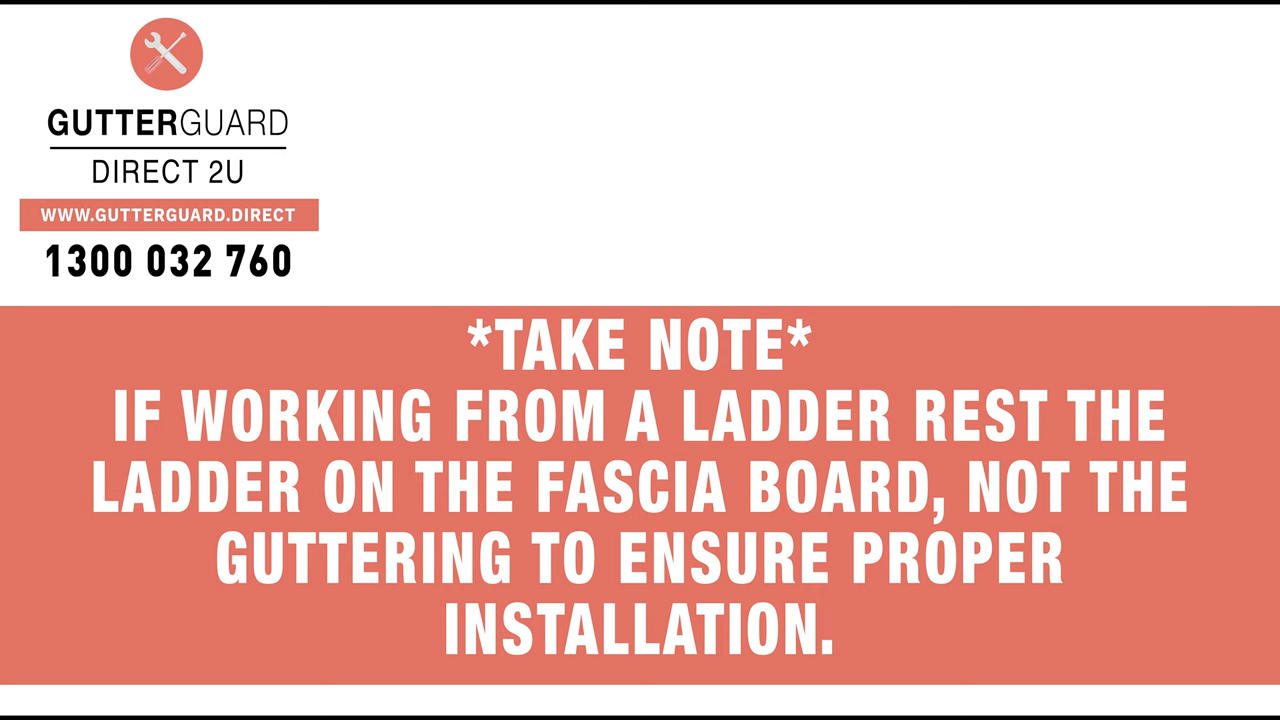 GUTTERGUARD
DIRECT 2U
WWW.GUTTERGUARD.DIRECT
1300 032 760
*TAKE NOTE*
IF WORKING FROM A LADDER REST THE
LADDER ON THE FASCIA BOARD, NOT THE
GUTTERING TO ENSURE PROPER
INSTALLATION.